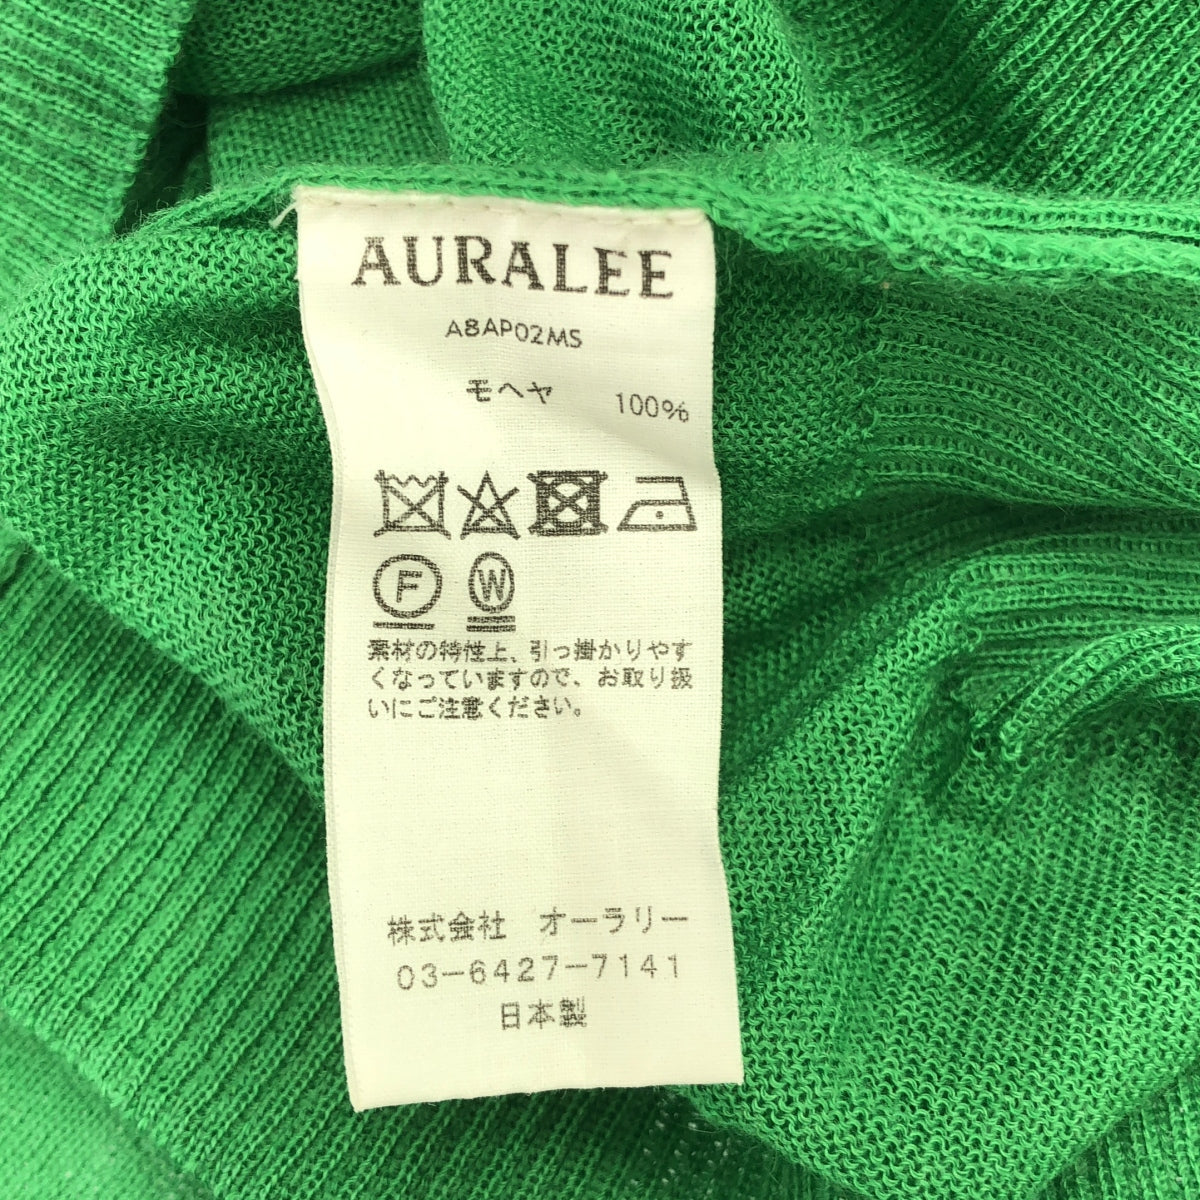 AURALEE
A8AP02MS
モヘヤ 100%
F W
素材の特性上、引っ掛かりやす
くなっていますので、お取り扱
いにご注意ください。
株式会社 オーラリー
03-6427-7141
日本製